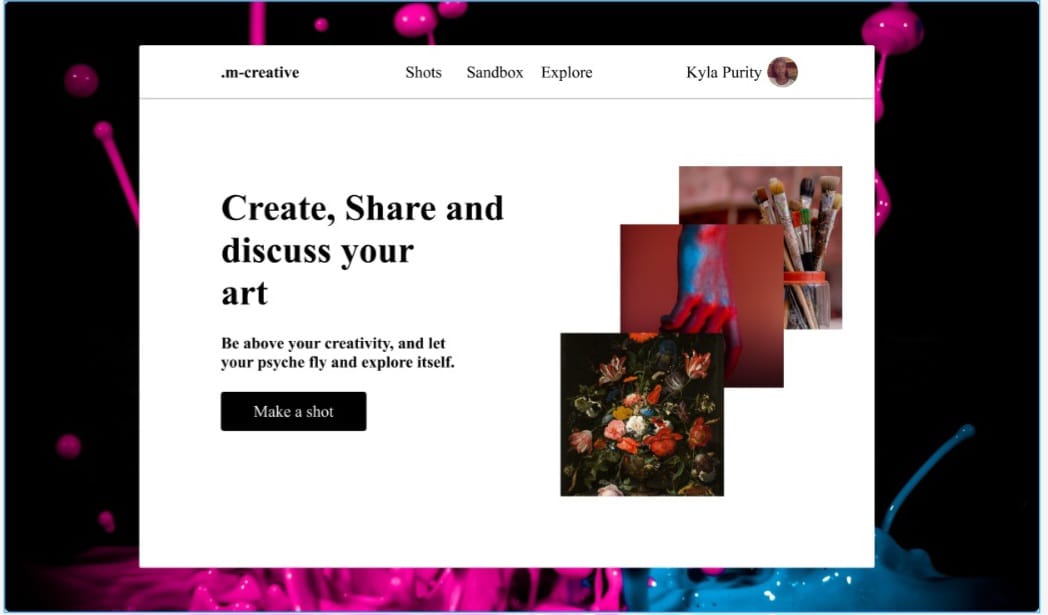 .m-creative Shots Sandbox Explore Kyla Purity
Create, Share and
discuss your
art
Be above your creativity, and let
your psyche fly and explore itself.
Make a shot